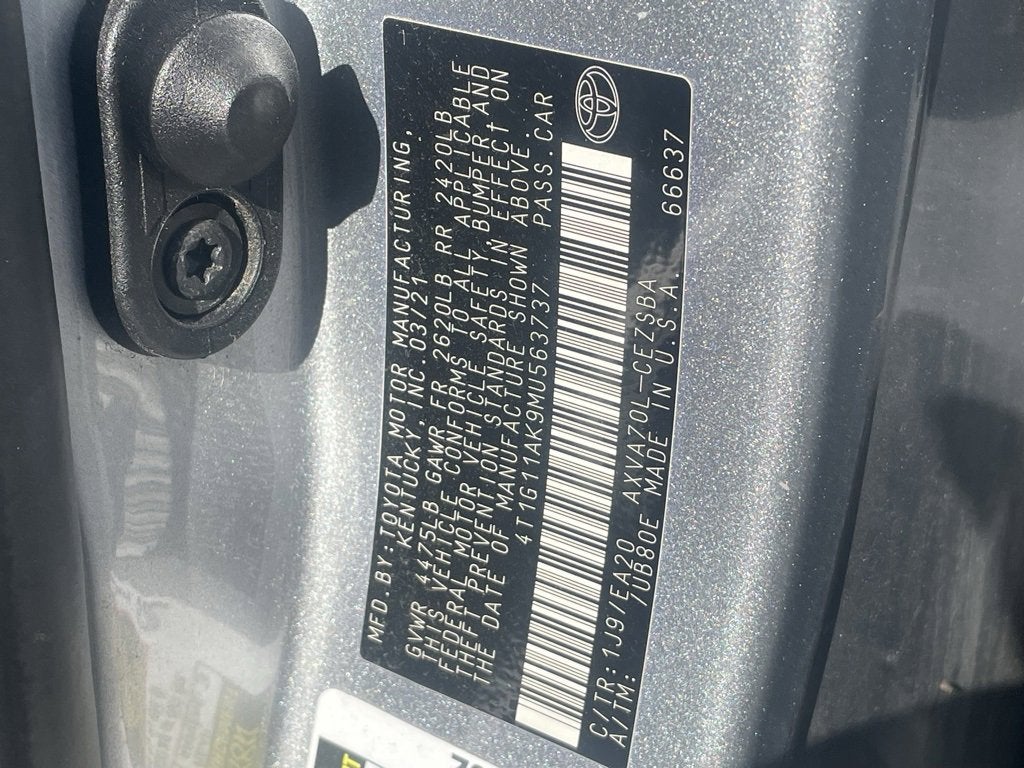 MFD.BY:TOYOTA MOTOR MANUFACTURING,
KENTUCKY, INC.03/21
GVWR 4475LB GAWR FR 2620LB RR 2420LB
THIS VEHICLE CONFORMS TO ALL APPLICABLE
FEDERAL MOTOR VEHICLE SAFETY, BUMPER AND
THEFT PREVENTION STANDARDS IN EFFECT ON
THE DATE OF MANUFACTURE SHOWN ABOVE.
4T1G11AK9MU563737 PASS.CAR
C/TR:1J9/EA20 AXVA70L-CEZSBA
A/TM: /UB80E MADE IN U.S.A. 66637